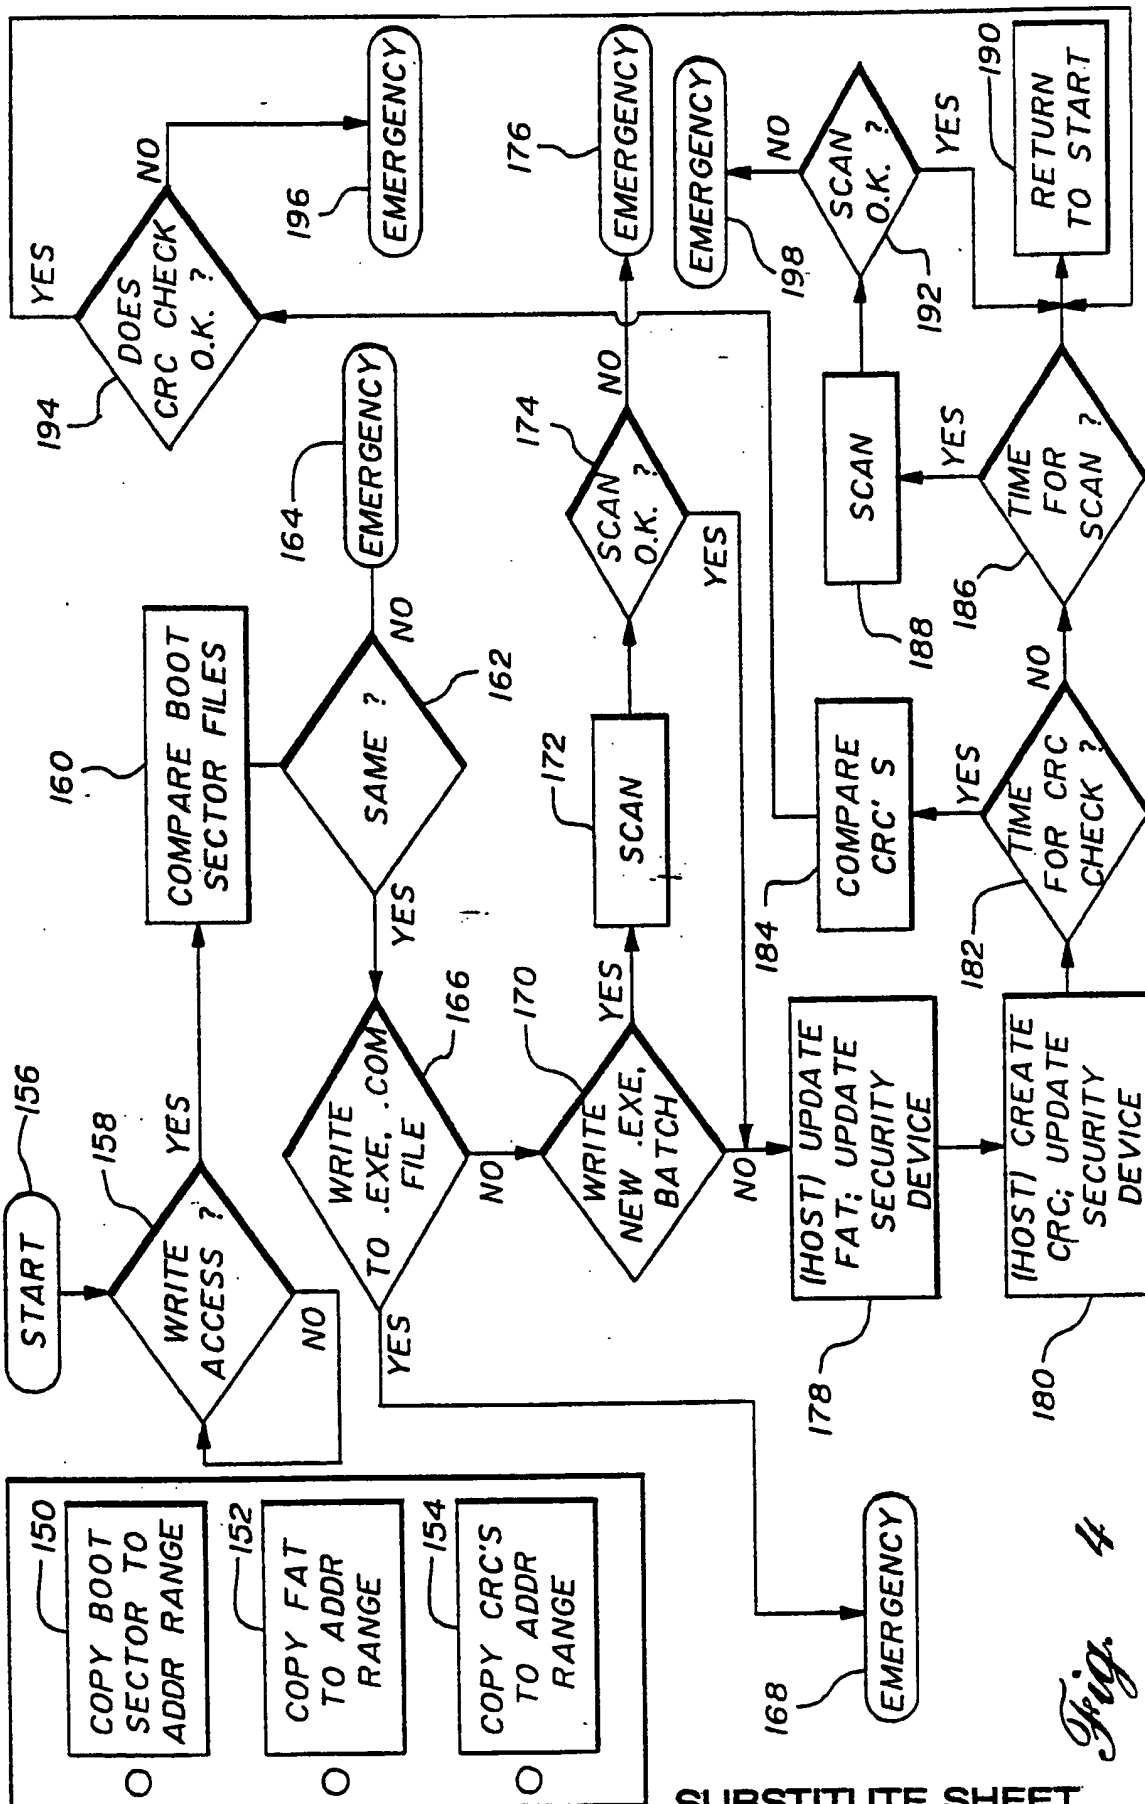 150
COPY BOOT
SECTOR TO
ADDR RANGE
152
COPY FAT
TO ADDR
RANGE
154
COPY CRC'S
TO ADDR
RANGE
START
156
WRITE
ACCESS ?
158
YES
NO
160
COMPARE BOOT
SECTOR FILES
SAME ?
162
NO
YES
164
EMERGENCY
WRITE
TO .EXE, .COM
FILE
166
YES
NO
168
EMERGENCY
WRITE
NEW .EXE,
BATCH
170
YES
NO
172
SCAN
SCAN
O.K. ?
174
NO
YES
176
EMERGENCY
(HOST) UPDATE
FAT; UPDATE
SECURITY
DEVICE
178
(HOST) CREATE
CRC; UPDATE
SECURITY
DEVICE
180
TIME
FOR CRC
CHECK ?
182
YES
NO
COMPARE
CRC'S
184
TIME
FOR
SCAN ?
186
YES
SCAN
188
SCAN
O.K. ?
192
NO
YES
EMERGENCY
198
RETURN
TO START
190
DOES
CRC CHECK
O.K. ?
194
YES
NO
196
EMERGENCY
Fig. 4
SUBSTITUTE SHEET